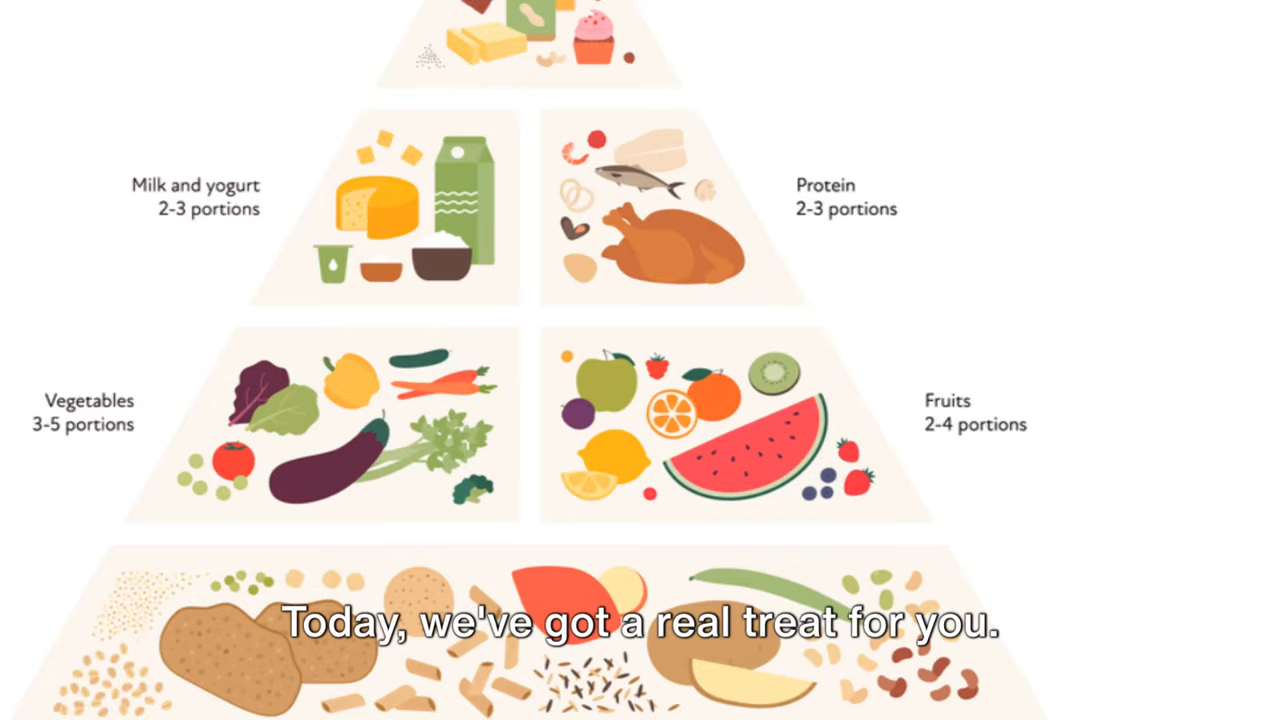 Milk and yogurt
2-3 portions
Protein
2-3 portions
Vegetables
3-5 portions
Fruits
2-4 portions
Today, we've got a real treat for you.